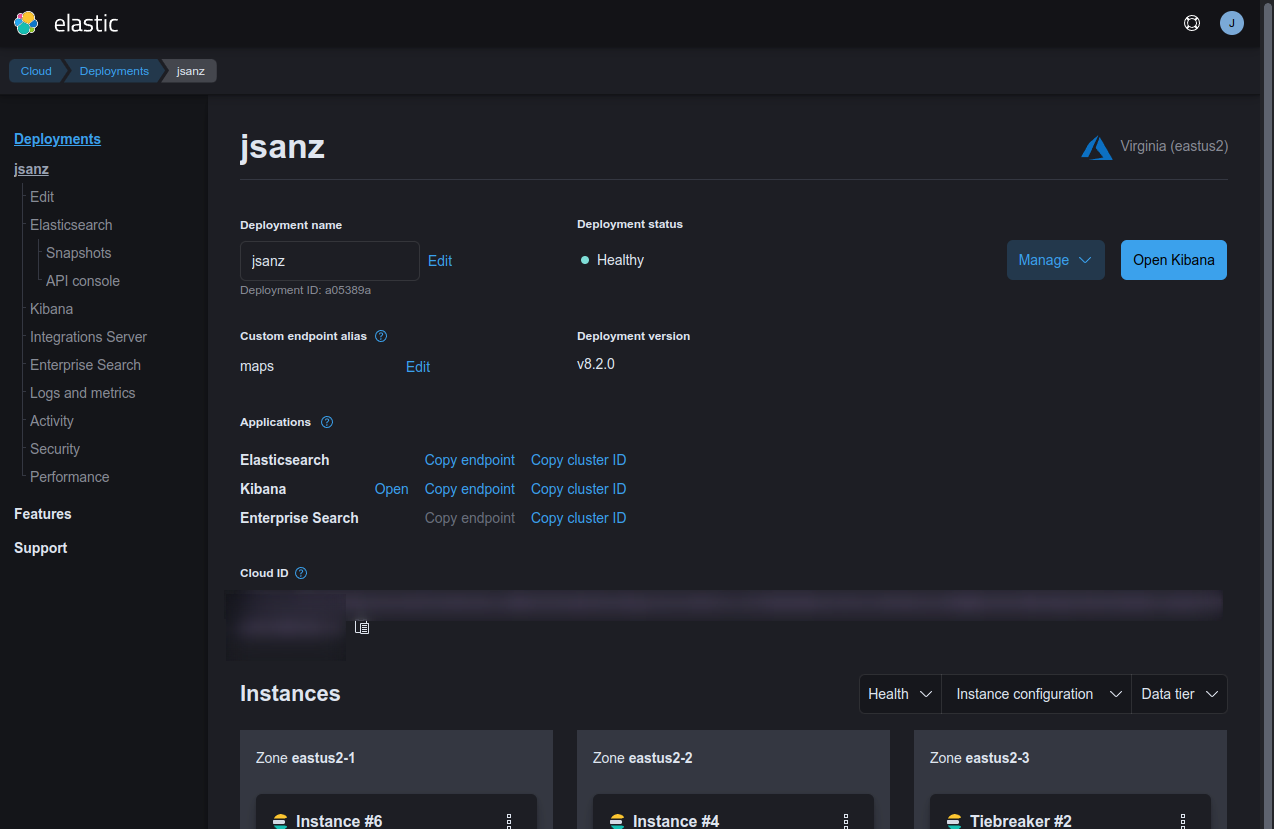 elastic
J
Cloud Deployments jsanz
Deployments
jsanz
Edit
Elasticsearch
Snapshots
API console
Kibana
Integrations Server
Enterprise Search
Logs and metrics
Activity
Security
Performance
Features
Support
jsanz
Virginia (eastus2)
Deployment name
jsanz Edit
Deployment ID: a05389a
Deployment status
Healthy
Manage
Open Kibana
Custom endpoint alias ?
maps Edit
Deployment version
v8.2.0
Applications ?
Elasticsearch Copy endpoint Copy cluster ID
Kibana Open Copy endpoint Copy cluster ID
Enterprise Search Copy endpoint Copy cluster ID
Cloud ID ?
Instances
Health Instance configuration Data tier
Zone eastus2-1
Instance #6
Zone eastus2-2
Instance #4
Zone eastus2-3
Tiebreaker #2